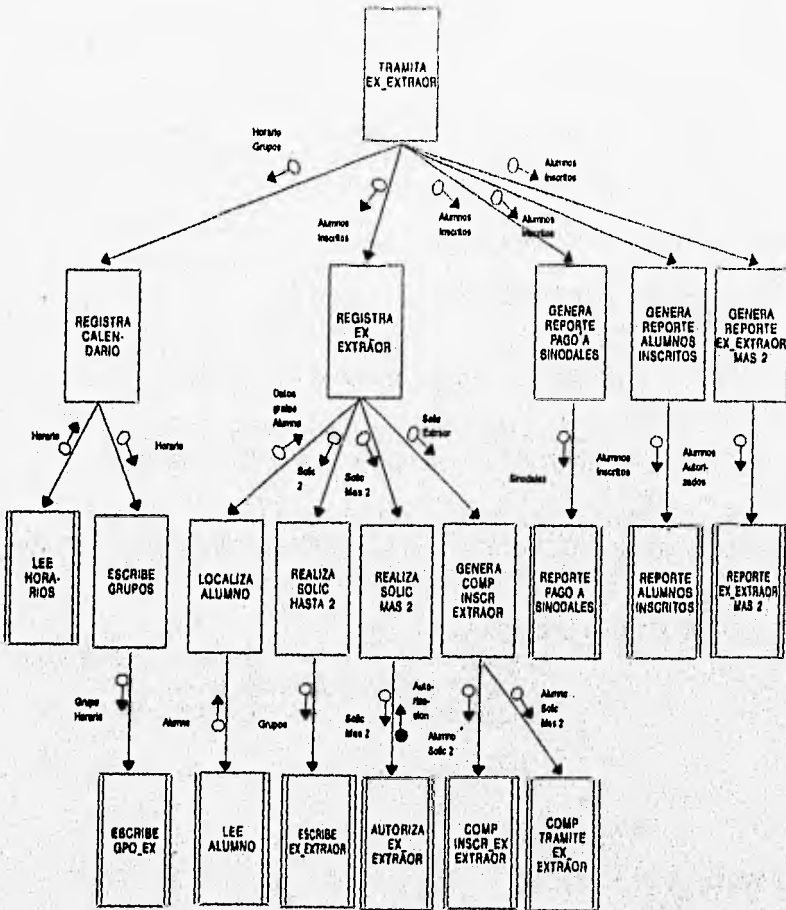 TRAMITA
EX_EXTRAOR
Horario
Grupos
Alumnos
Inscritos
Alumnos
Inscritos
Alumnos
Inscritos
Alumnos
Inscritos
REGISTRA
CALEN-
DARIO
REGISTRA
EX_
EXTRAOR
GENERA
REPORTE
PAGO A
SINODALES
GENERA
REPORTE
ALUMNOS
INSCRITOS
GENERA
REPORTE
EX_EXTRAOR
MAS 2
Horario
Horario
Datos
Alumno
Solic
2
Solic
Mas 2
Solic
Extraor
Sinodales
Alumnos
Inscritos
Alumnos
Autori-
zados
LEE
HORA-
RIOS
ESCRIBE
GRUPOS
LOCALIZA
ALUMNO
REALIZA
SOLIC
HASTA 2
REALIZA
SOLIC
MAS 2
GENERA
COMP
INSCR
EXTRAOR
REPORTE
PAGO A
SINODALES
REPORTE
ALUMNOS
INSCRITOS
REPORTE
EX_EXTRAOR
MAS 2
Grupo
Horario
Alumno
Grupos
Solic
Mas 2
Autori-
zacion
Alumno
Solic 2
Alumno
Solic
Mas 2
ESCRIBE
GPO_EX
LEE
ALUMNO
ESCRIBE
EX_EXTRAOR
AUTORIZA
EX_
EXTRAOR
COMP
INSCR_EX
EXTRAOR
COMP
TRAMITE
EX_
EXTRAOR